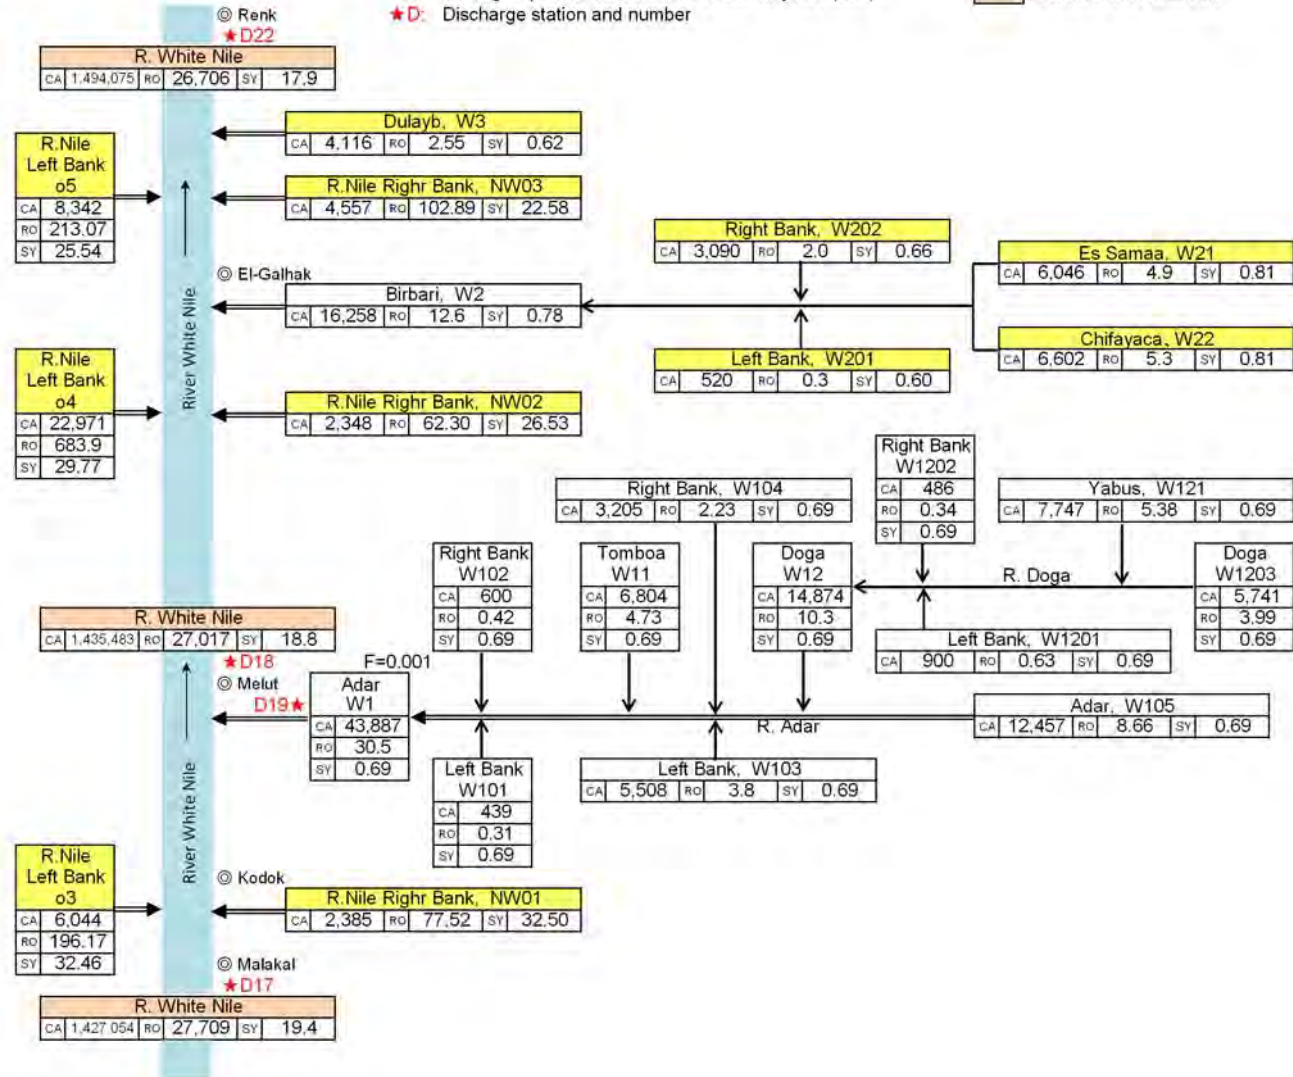 ◎ Renk
★D22
★D: Discharge station and number
R. White Nile
CA 1.494,075 RO 26,706 SY 17.9
Dulayb, W3
CA 4,116 RO 2.55 SY 0.62
R.Nile
Left Bank
o5
CA 8,342
RO 213.07
SY 25.54
R.Nile Righr Bank, NW03
CA 4,557 RO 102.89 SY 22.58
Right Bank, W202
CA 3,090 RO 2.0 SY 0.66
Es Samaa, W21
CA 6,046 RO 4.9 SY 0.81
◎ El-Galhak
Birbari, W2
CA 16,258 RO 12.6 SY 0.78
River White Nile
Chifayaca, W22
CA 6,602 RO 5.3 SY 0.81
Left Bank, W201
CA 520 RO 0.3 SY 0.60
R.Nile
Left Bank
o4
CA 22,971
RO 683.9
SY 29.77
R.Nile Righr Bank, NW02
CA 2,348 RO 62.30 SY 26.53
Right Bank
W1202
CA 486
RO 0.34
SY 0.69
Right Bank, W104
CA 3,205 RO 2.23 SY 0.69
Yabus, W121
CA 7,747 RO 5.38 SY 0.69
Right Bank
W102
CA 600
RO 0.42
SY 0.69
Tomboa
W11
CA 6,804
RO 4.73
SY 0.69
Doga
W12
CA 14,874
RO 10.3
SY 0.69
R. Doga
Doga
W1203
CA 5,741
RO 3.99
SY 0.69
R. White Nile
CA 1.435,483 RO 27,017 SY 18.8
Left Bank, W1201
CA 900 RO 0.63 SY 0.69
★D18
◎ Melut
D19★
F=0.001
Adar
W1
CA 43,887
RO 30.5
SY 0.69
R. Adar
Adar, W105
CA 12,457 RO 8.66 SY 0.69
Left Bank
W101
CA 439
RO 0.31
SY 0.69
Left Bank, W103
CA 5,508 RO 3.8 SY 0.69
River White Nile
R.Nile
Left Bank
o3
CA 6,044
RO 196.17
SY 32.46
◎ Kodok
R.Nile Righr Bank, NW01
CA 2,385 RO 77.52 SY 32.50
◎ Malakal
★D17
R. White Nile
CA 1,427.054 RO 27,709 SY 19.4